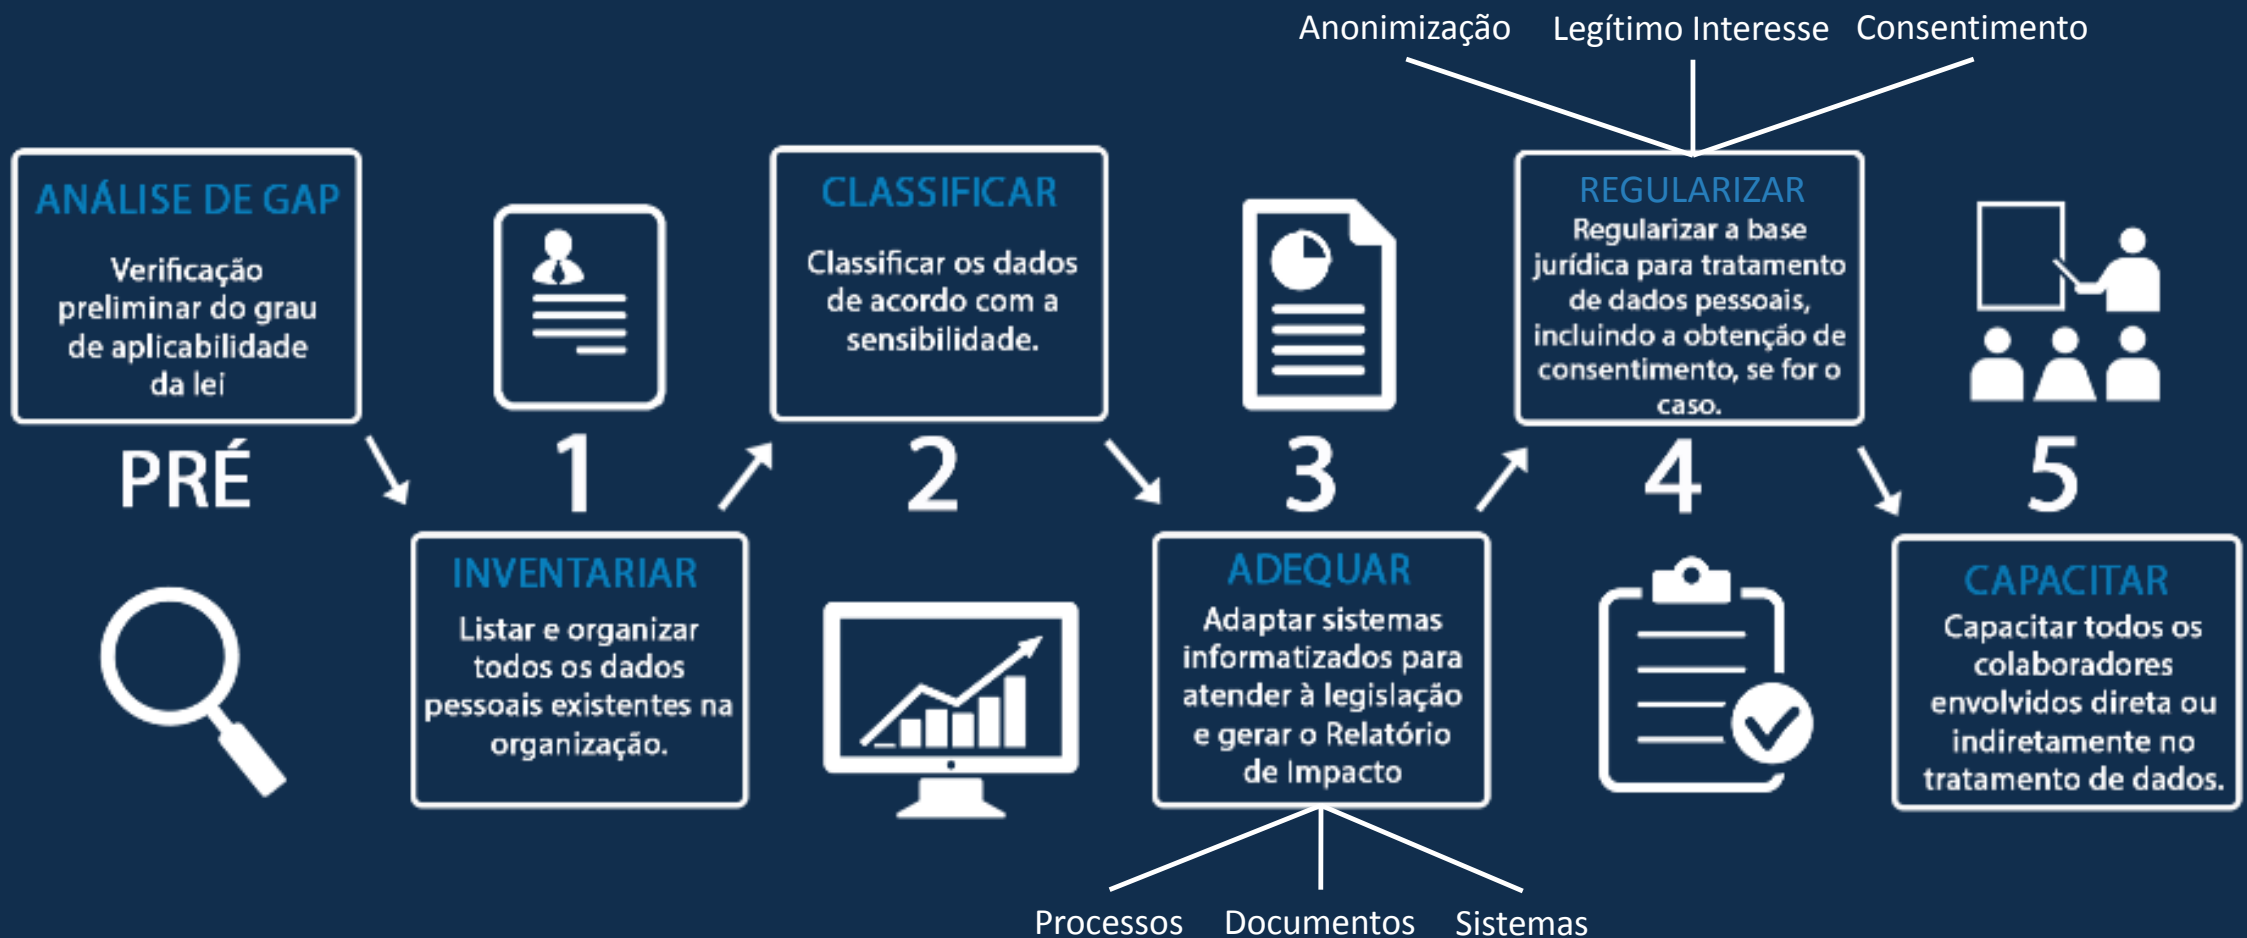 Anonimização Legítimo Interesse Consentimento
ANÁLISE DE GAP
Verificação
preliminar do grau
de aplicabilidade
da lei
PRÉ
1
INVENTARIAR
Listar e organizar
todos os dados
pessoais existentes na
organização.
CLASSIFICAR
Classificar os dados
de acordo com a
sensibilidade.
2
3
ADEQUAR
Adaptar sistemas
informatizados para
atender à legislação
e gerar o Relatório
de Impacto
Processos Documentos Sistemas
REGULARIZAR
Regularizar a base
jurídica para tratamento
de dados pessoais,
incluindo a obtenção de
consentimento, se for o
caso.
4
5
CAPACITAR
Capacitar todos os
colaboradores
envolvidos direta ou
indiretamente no
tratamento de dados.